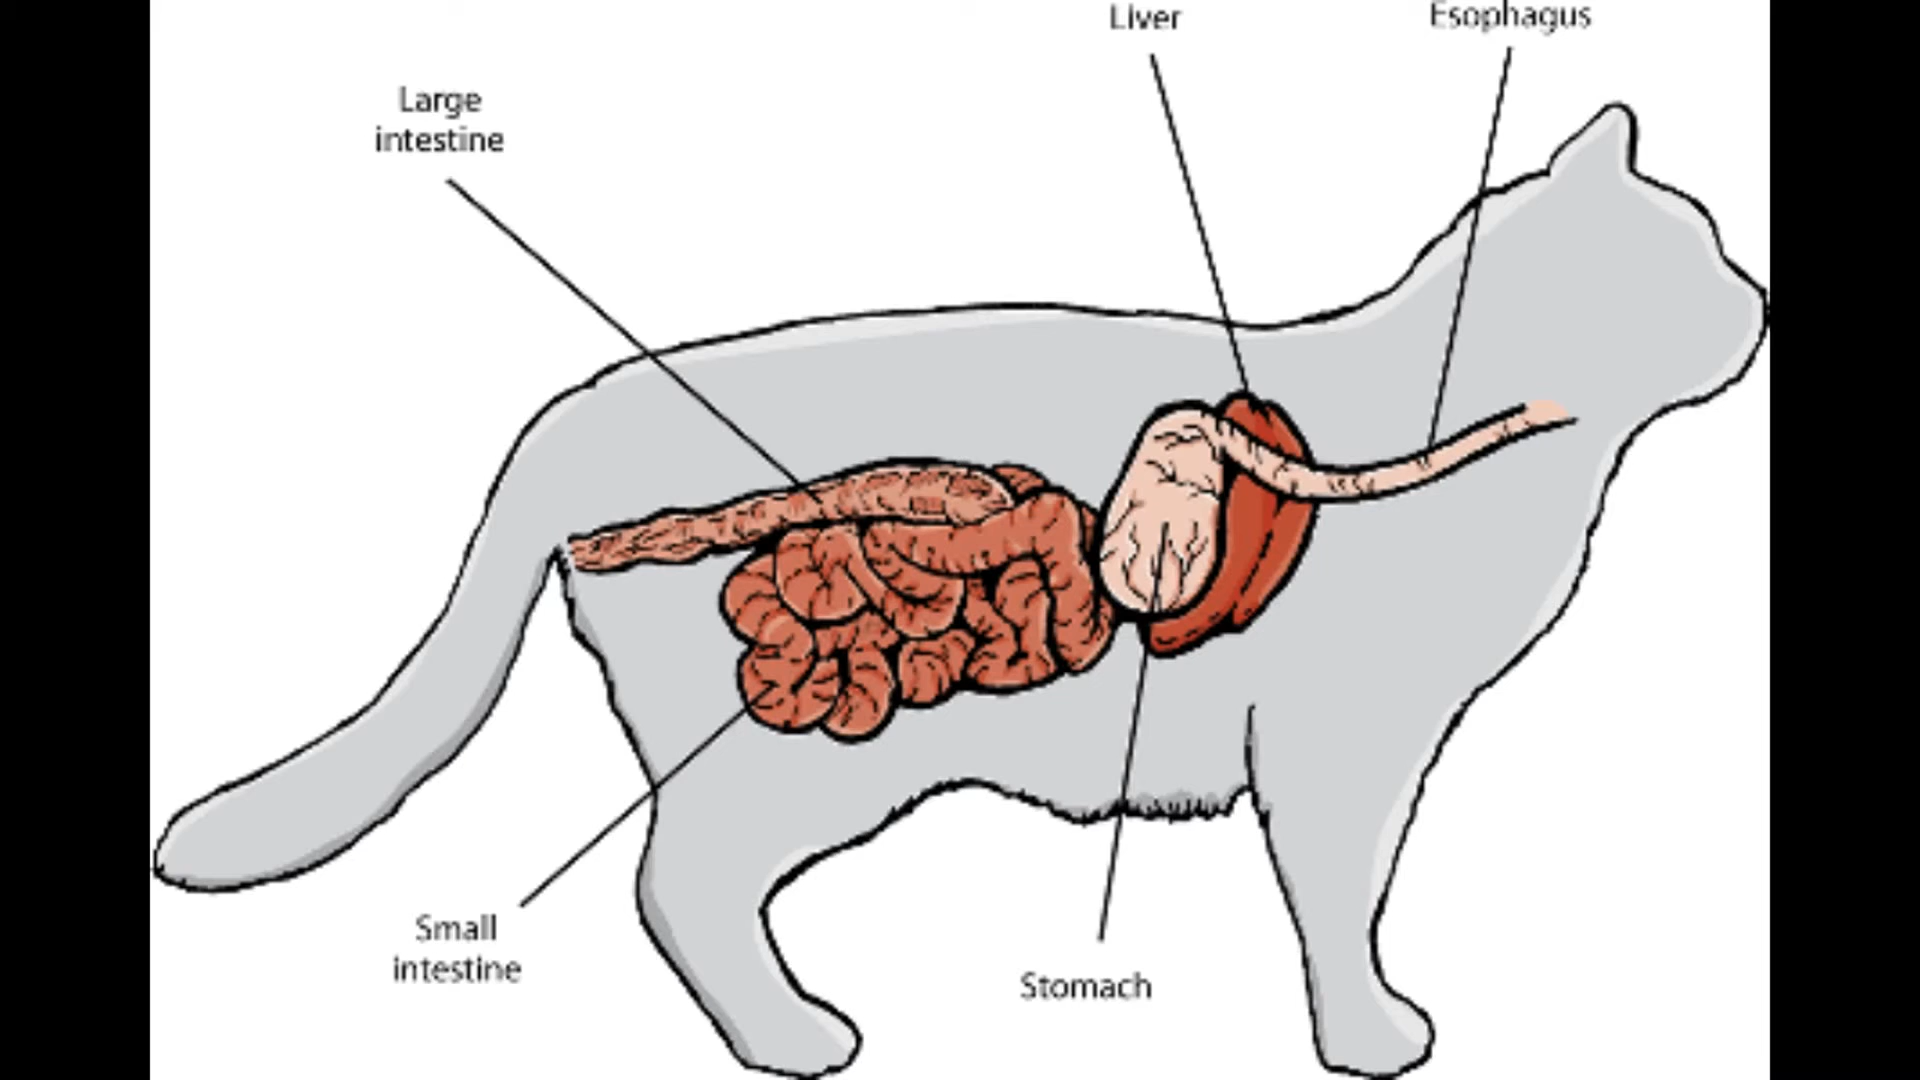 Liver
Esophagus
Large
intestine
Small
intestine
Stomach